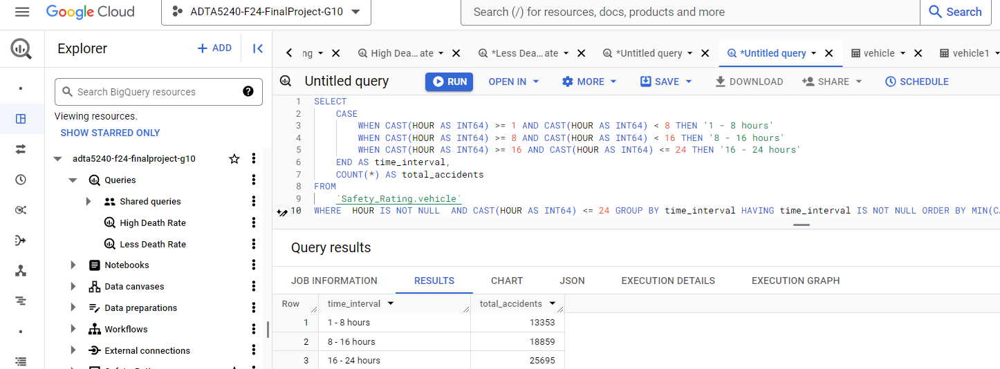 Google Cloud
ADTA5240-F24-FinalProject-G10
Search (/) for resources, docs, products and more
Search
Explorer
+ ADD
ng
High Dea... ate
*Less Dea... ate
*Untitled query
*Untitled query
vehicle
vehicle1
Search BigQuery resources
Untitled query
RUN
OPEN IN
MORE
SAVE
DOWNLOAD
SHARE
SCHEDULE
Viewing resources.
SHOW STARRED ONLY
adta5240-f24-finalproject-g10
Queries
Shared queries
High Death Rate
Less Death Rate
Notebooks
Data canvases
Data preparations
Workflows
External connections
1 SELECT
2 CASE
3 WHEN CAST(HOUR AS INT64) >= 1 AND CAST(HOUR AS INT64) < 8 THEN '1 - 8 hours'
4 WHEN CAST(HOUR AS INT64) >= 8 AND CAST(HOUR AS INT64) < 16 THEN '8 - 16 hours'
5 WHEN CAST(HOUR AS INT64) >= 16 AND CAST(HOUR AS INT64) <= 24 THEN '16 - 24 hours'
6 END AS time_interval,
7 COUNT(*) AS total_accidents
8 FROM
9 `Safety_Rating.vehicle`
10 WHERE HOUR IS NOT NULL AND CAST(HOUR AS INT64) <= 24 GROUP BY time_interval HAVING time_interval IS NOT NULL ORDER BY MIN(CA
Query results
JOB INFORMATION
RESULTS
CHART
JSON
EXECUTION DETAILS
EXECUTION GRAPH
Row time_interval total_accidents
1 1 - 8 hours 13353
2 8 - 16 hours 18859
3 16 - 24 hours 25695